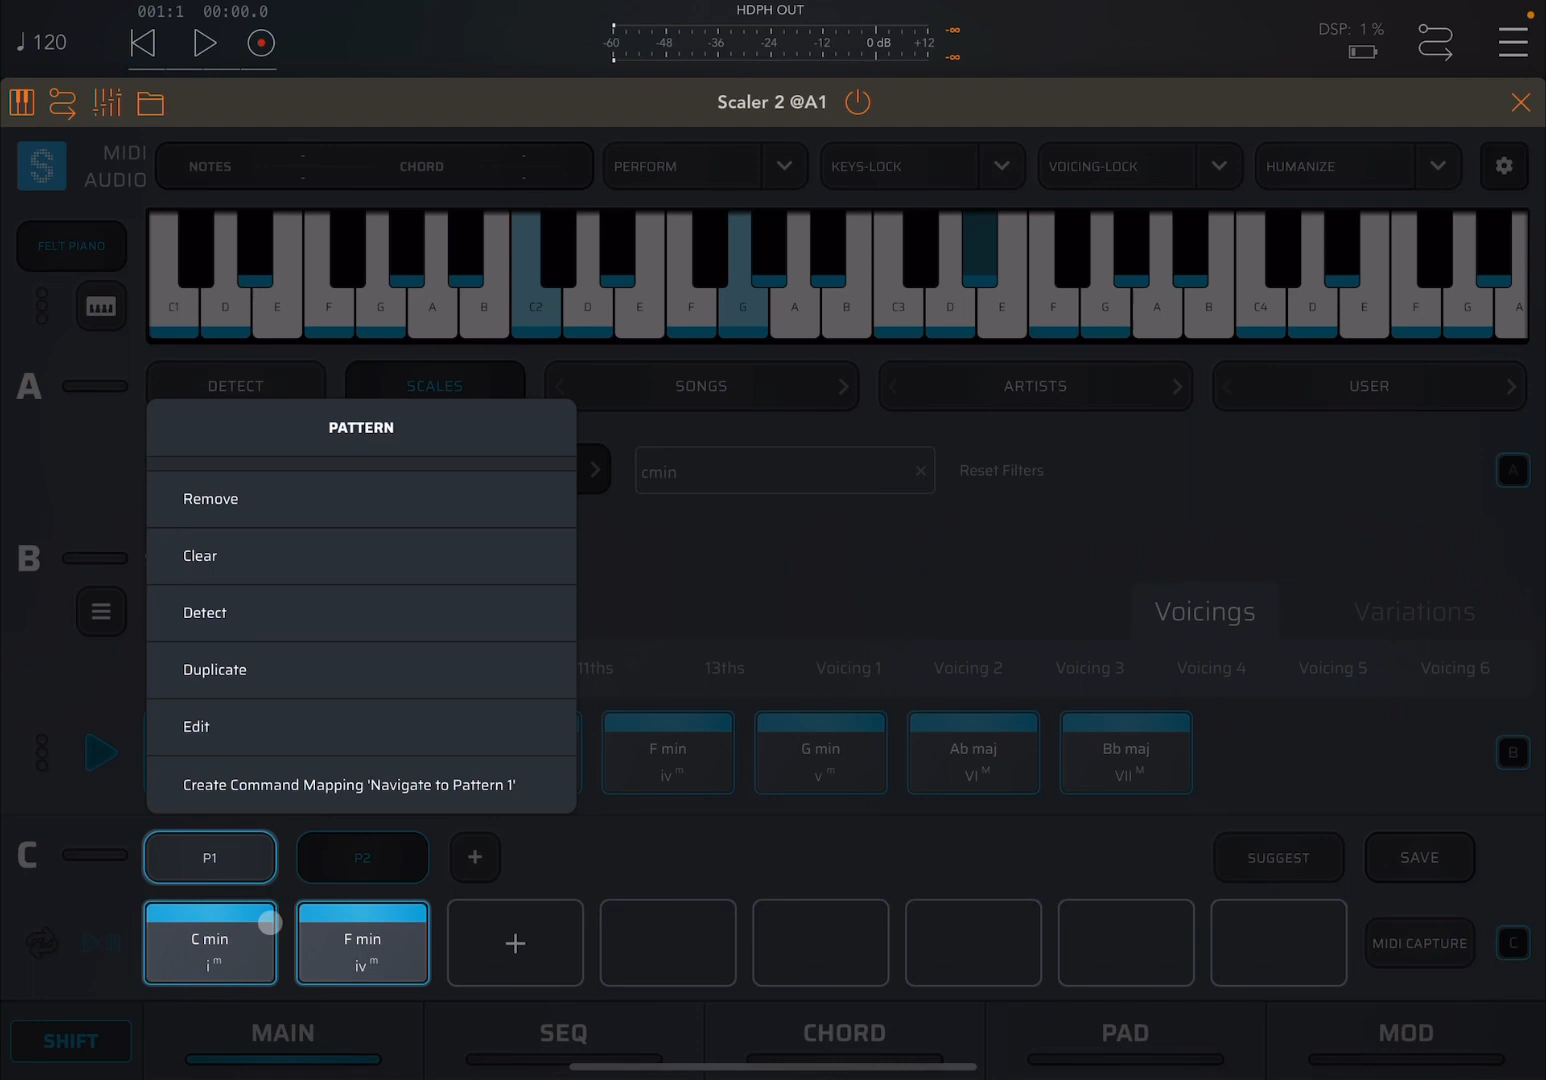 001:1 00:00.0
HDPH OUT
♩ 120
-60 -48 -36 -24 -12 0 dB +12
-∞
-∞
DSP: 1 %
Scaler 2 @A1
S
MIDI
AUDIO
NOTES - -
CHORD - -
PERFORM
KEYS-LOCK
VOICING-LOCK
HUMANIZE
FELT PIANO
C1 D E F G A B C2 D E F G A B C3 D E F G A B C4 D E F G A
A
DETECT
SCALES
SONGS
ARTISTS
USER
PATTERN
cmin
Reset Filters
A
Remove
Clear
Detect
Duplicate
Edit
Create Command Mapping 'Navigate to Pattern 1'
B
Voicings
Variations
11ths 13ths Voicing 1 Voicing 2 Voicing 3 Voicing 4 Voicing 5 Voicing 6
F min
iv m
G min
v m
Ab maj
VI M
Bb maj
VII M
B
C
P1
P2
+
SUGGEST
SAVE
C min
i m
F min
iv m
+
MIDI CAPTURE
C
SHIFT
MAIN
SEQ
CHORD
PAD
MOD